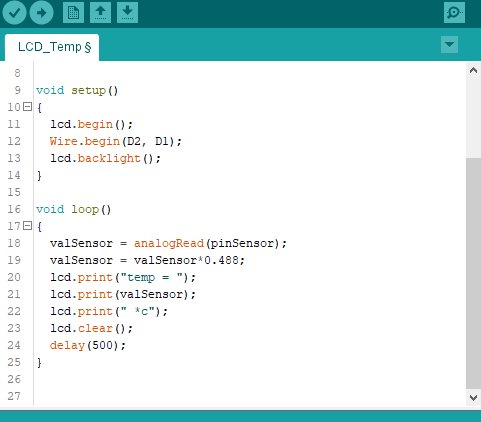 LCD_Temp §
8
9 void setup()
10 {
11 lcd.begin();
12 Wire.begin(D2, D1);
13 lcd.backlight();
14 }
15
16 void loop()
17 {
18 valSensor = analogRead(pinSensor);
19 valSensor = valSensor*0.488;
20 lcd.print("temp = ");
21 lcd.print(valSensor);
22 lcd.print(" *c");
23 lcd.clear();
24 delay(500);
25 }
26
27